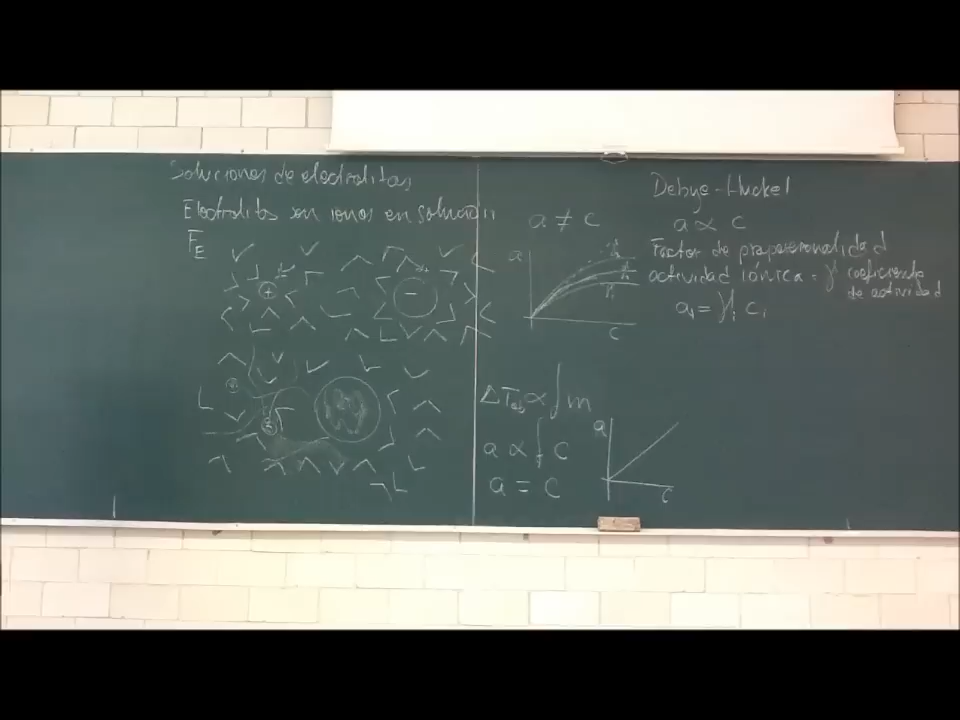 Soluciones de electrolitos
Electrolitos son iones en solución
F_E
+
-
a ≠ c
a
c
ΔT_eb ∝ ∫ m
a ∝ ∫ c
a = c
a
c
Debye-Huckel
a ∝ c
Factor de proporcionalidad
actividad iónica = γ coeficiente
de actividad
a_i = γ_i c_i